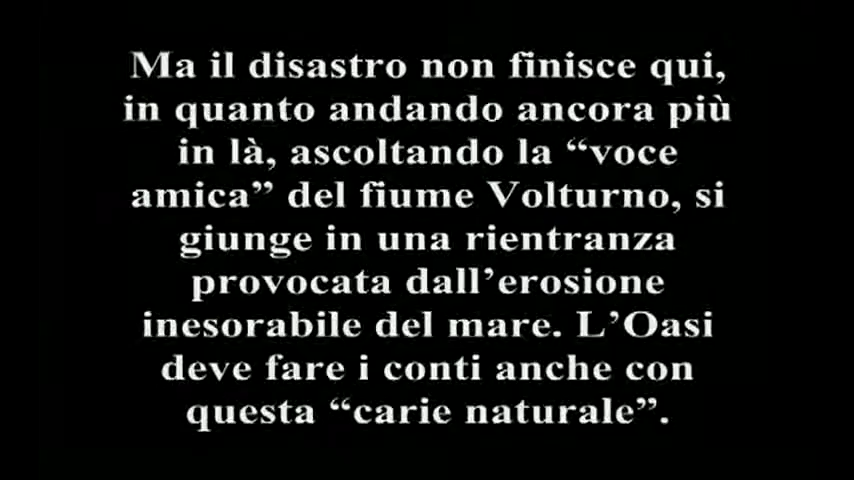 Ma il disastro non finisce qui,
in quanto andando ancora più
in là, ascoltando la “voce
amica” del fiume Volturno, si
giunge in una rientranza
provocata dall’erosione
inesorabile del mare. L’Oasi
deve fare i conti anche con
questa “carie naturale”.